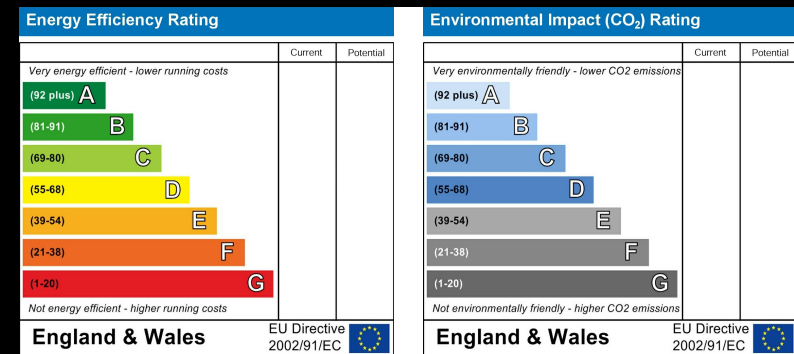 Energy Efficiency Rating
Current Potential
Very energy efficient - lower running costs
(92 plus) A
(81-91) B
(69-80) C
(55-68) D
(39-54) E
(21-38) F
(1-20) G
Not energy efficient - higher running costs
England & Wales
EU Directive
2002/91/EC
Environmental Impact (CO₂) Rating
Current Potential
Very environmentally friendly - lower CO2 emissions
(92 plus) A
(81-91) B
(69-80) C
(55-68) D
(39-54) E
(21-38) F
(1-20) G
Not environmentally friendly - higher CO2 emissions
England & Wales
EU Directive
2002/91/EC